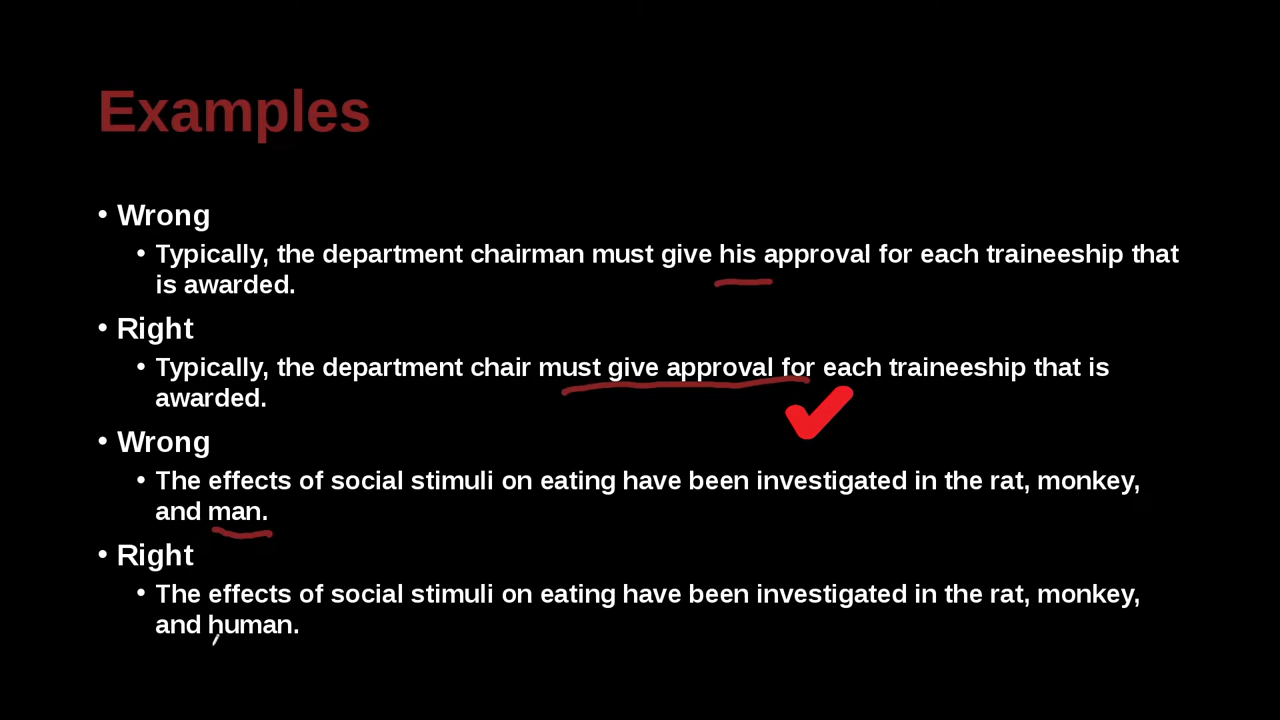 Examples
• Wrong
• Typically, the department chairman must give his approval for each traineeship that
is awarded.
• Right
• Typically, the department chair must give approval for each traineeship that is
awarded.
• Wrong
• The effects of social stimuli on eating have been investigated in the rat, monkey,
and man.
• Right
• The effects of social stimuli on eating have been investigated in the rat, monkey,
and human.